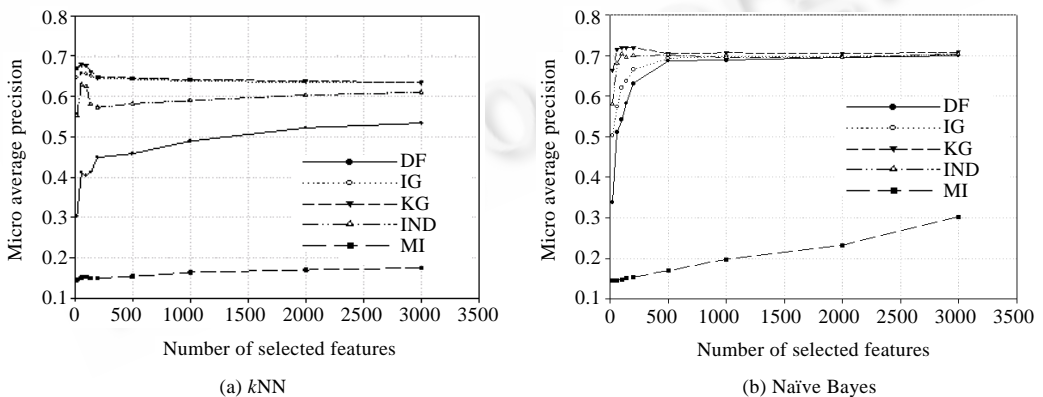 0.8
0.7
0.6
0.5
0.4
0.3
0.2
0.1
Micro average precision
DF
IG
KG
IND
MI
0 500 1000 1500 2000 2500 3000 3500
Number of selected features
(a) kNN
0.8
0.7
0.6
0.5
0.4
0.3
0.2
0.1
Micro average precision
DF
IG
KG
IND
MI
0 500 1000 1500 2000 2500 3000 3500
Number of selected features
(b) Naïve Bayes